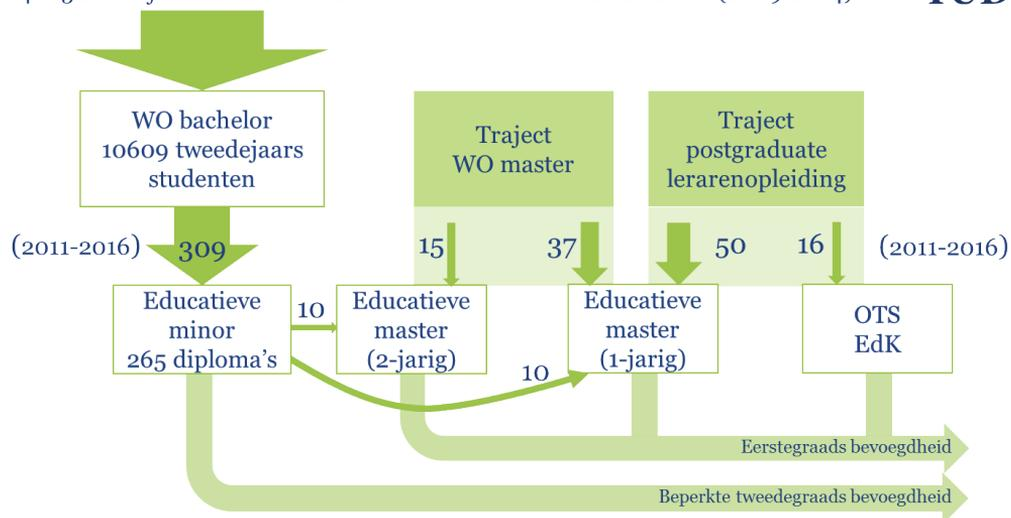 WO bachelor
10609 tweedejaars
studenten
Traject
WO master
Traject
postgraduate
lerarenopleiding
(2011-2016)
309
15
37
50
16
(2011-2016)
Educatieve
minor
265 diploma's
10
Educatieve
master
(2-jarig)
10
Educatieve
master
(1-jarig)
OTS
EdK
Eerstegraads bevoegdheid
Beperkte tweedegraads bevoegdheid